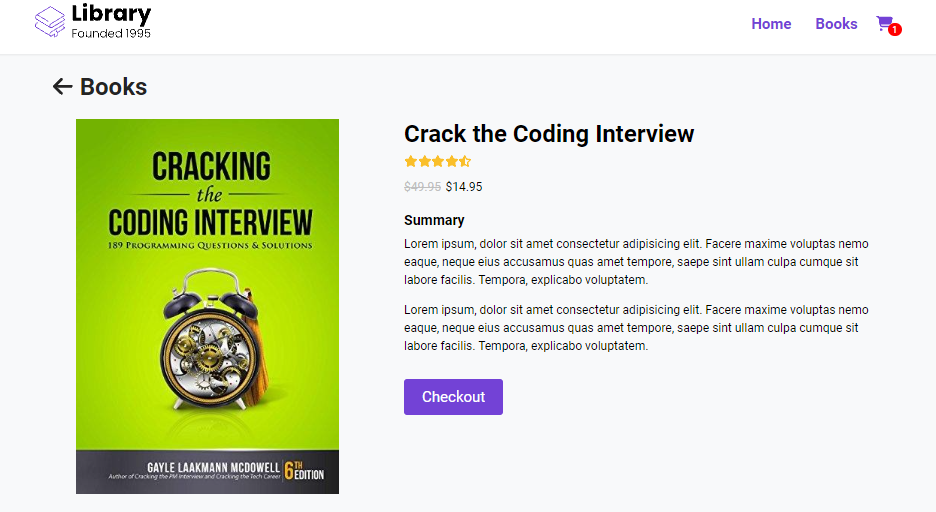 Library
Founded 1995
Home
Books
1
Books
CRACKING
the
CODING INTERVIEW
189 PROGRAMMING QUESTIONS & SOLUTIONS
GAYLE LAAKMANN MCDOWELL
Author of Cracking the PM Interview and Cracking the Tech Career
6TH
EDITION
Crack the Coding Interview
$49.95 $14.95
Summary
Lorem ipsum, dolor sit amet consectetur adipisicing elit. Facere maxime voluptas nemo
eaque, neque eius accusamus quas amet tempore, saepe sint ullam culpa cumque sit
labore facilis. Tempora, explicabo voluptatem.
Lorem ipsum, dolor sit amet consectetur adipisicing elit. Facere maxime voluptas nemo
eaque, neque eius accusamus quas amet tempore, saepe sint ullam culpa cumque sit
labore facilis. Tempora, explicabo voluptatem.
Checkout